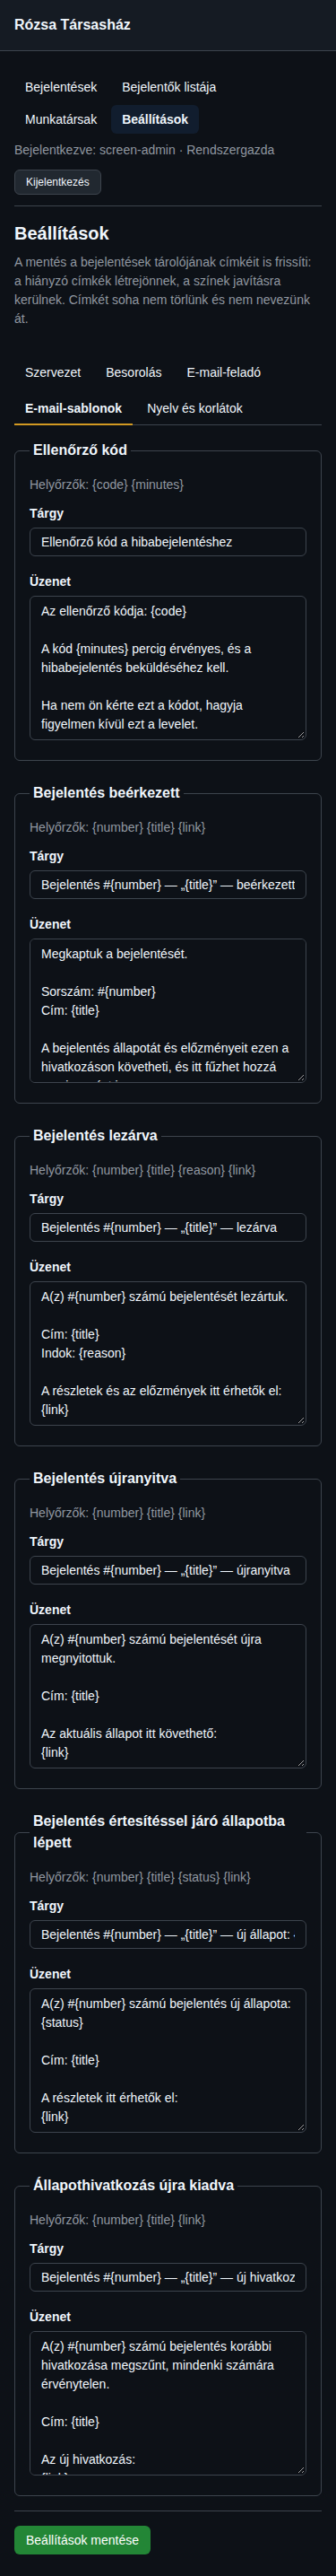 Rózsa Társasház
Bejelentések Bejelentők listája
Munkatársak Beállítások
Bejelentkezve: screen-admin · Rendszergazda
Kijelentkezés
Beállítások
A mentés a bejelentések tárolójának címkéit is frissíti:
a hiányzó címkék létrejönnek, a színek javításra
kerülnek. Címkét soha nem törlünk és nem nevezünk
át.
Szervezet Besorolás E-mail-feladó
E-mail-sablonok Nyelv és korlátok
Ellenőrző kód
Helyőrzők: {code} {minutes}
Tárgy
Ellenőrző kód a hibabejelentéshez
Üzenet
Az ellenőrző kódja: {code}
A kód {minutes} percig érvényes, és a
hibabejelentés beküldéséhez kell.
Ha nem ön kérte ezt a kódot, hagyja
figyelmen kívül ezt a levelet.
Bejelentés beérkezett
Helyőrzők: {number} {title} {link}
Tárgy
Bejelentés #{number} — „{title}” — beérkezett
Üzenet
Megkaptuk a bejelentését.
Sorszám: #{number}
Cím: {title}
A bejelentés állapotát és előzményeit ezen a
hivatkozáson követheti, és itt fűzhet hozzá
Bejelentés lezárva
Helyőrzők: {number} {title} {reason} {link}
Tárgy
Bejelentés #{number} — „{title}” — lezárva
Üzenet
A(z) #{number} számú bejelentését lezártuk.
Cím: {title}
Indok: {reason}
A részletek és az előzmények itt érhetők el:
{link}
Bejelentés újranyitva
Helyőrzők: {number} {title} {link}
Tárgy
Bejelentés #{number} — „{title}” — újranyitva
Üzenet
A(z) #{number} számú bejelentését újra
megnyitottuk.
Cím: {title}
Az aktuális állapot itt követhető:
{link}
Bejelentés értesítéssel járó állapotba
lépett
Helyőrzők: {number} {title} {status} {link}
Tárgy
Bejelentés #{number} — „{title}” — új állapot:
Üzenet
A(z) #{number} számú bejelentés új állapota:
{status}
Cím: {title}
A részletek itt érhetők el:
{link}
Állapothivatkozás újra kiadva
Helyőrzők: {number} {title} {link}
Tárgy
Bejelentés #{number} — „{title}” — új hivatkoz
Üzenet
A(z) #{number} számú bejelentés korábbi
hivatkozása megszűnt, mindenki számára
érvénytelen.
Cím: {title}
Az új hivatkozás:
Beállítások mentése